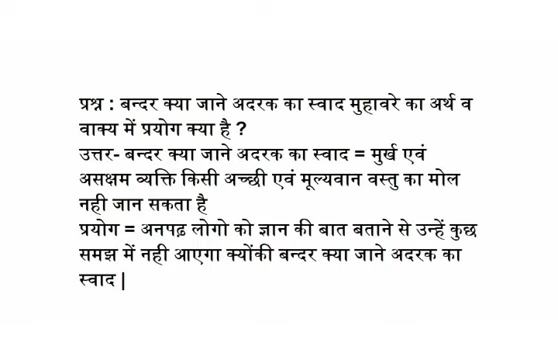 प्रश्न : बन्दर क्या जाने अदरक का स्वाद मुहावरे का अर्थ व
वाक्य में प्रयोग क्या है ?
उत्तर- बन्दर क्या जाने अदरक का स्वाद = मुर्ख एवं
असक्षम व्यक्ति किसी अच्छी एवं मूल्यवान वस्तु का मोल
नही जान सकता है
प्रयोग = अनपढ़ लोगो को ज्ञान की बात बताने से उन्हें कुछ
समझ में नही आएगा क्योंकी बन्दर क्या जाने अदरक का
स्वाद |